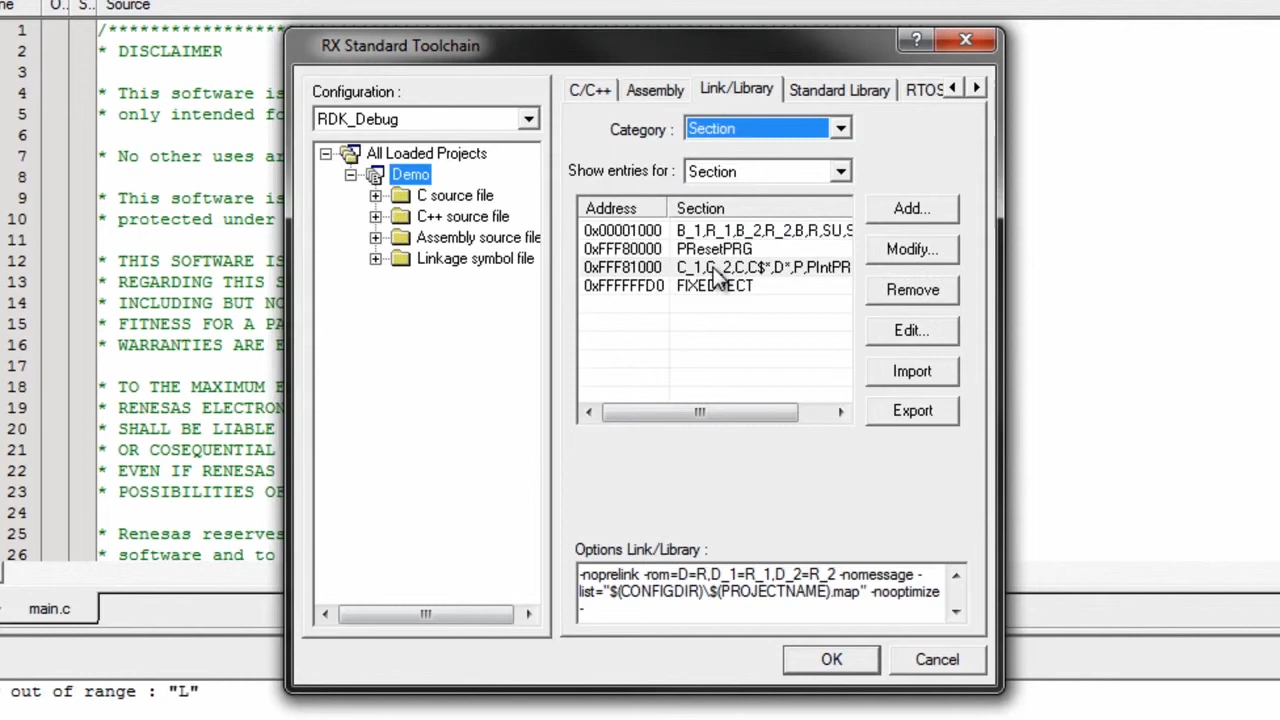 O.. S.. Source
1 /********************
2 * DISCLAIMER
3
4 * This software is
5 * only intended fo
6
7 * No other uses ar
8
9 * This software is
10 * protected under
11
12 * THIS SOFTWARE IS
13 * REGARDING THIS S
14 * INCLUDING BUT NO
15 * FITNESS FOR A PA
16 * WARRANTIES ARE E
17
18 * TO THE MAXIMUM E
19 * RENESAS ELECTRON
20 * SHALL BE LIABLE
21 * OR COSEQUENTIAL
22 * EVEN IF RENESAS
23 * POSSIBILITIES OF
24
25 * Renesas reserves
26 * software and to
main.c
out of range : "L"
RX Standard Toolchain
Configuration :
RDK_Debug
All Loaded Projects
Demo
C source file
C++ source file
Assembly source file
Linkage symbol file
C/C++ Assembly Link/Library Standard Library RTOS
Category : Section
Show entries for : Section
Address Section
0x00001000 B_1,R_1,B_2,R_2,B,R,SU,S
0xFFF80000 PResetPRG
0xFFF81000 C_1,C_2,C,C$*,D*,P,PIntPR
0xFFFFFFD0 FIXEDVECT
Add...
Modify...
Remove
Edit...
Import
Export
Options Link/Library :
-noprelink -rom=D=R,D_1=R_1,D_2=R_2 -nomessage -
list="$(CONFIGDIR)\$(PROJECTNAME).map" -nooptimize
-
OK Cancel